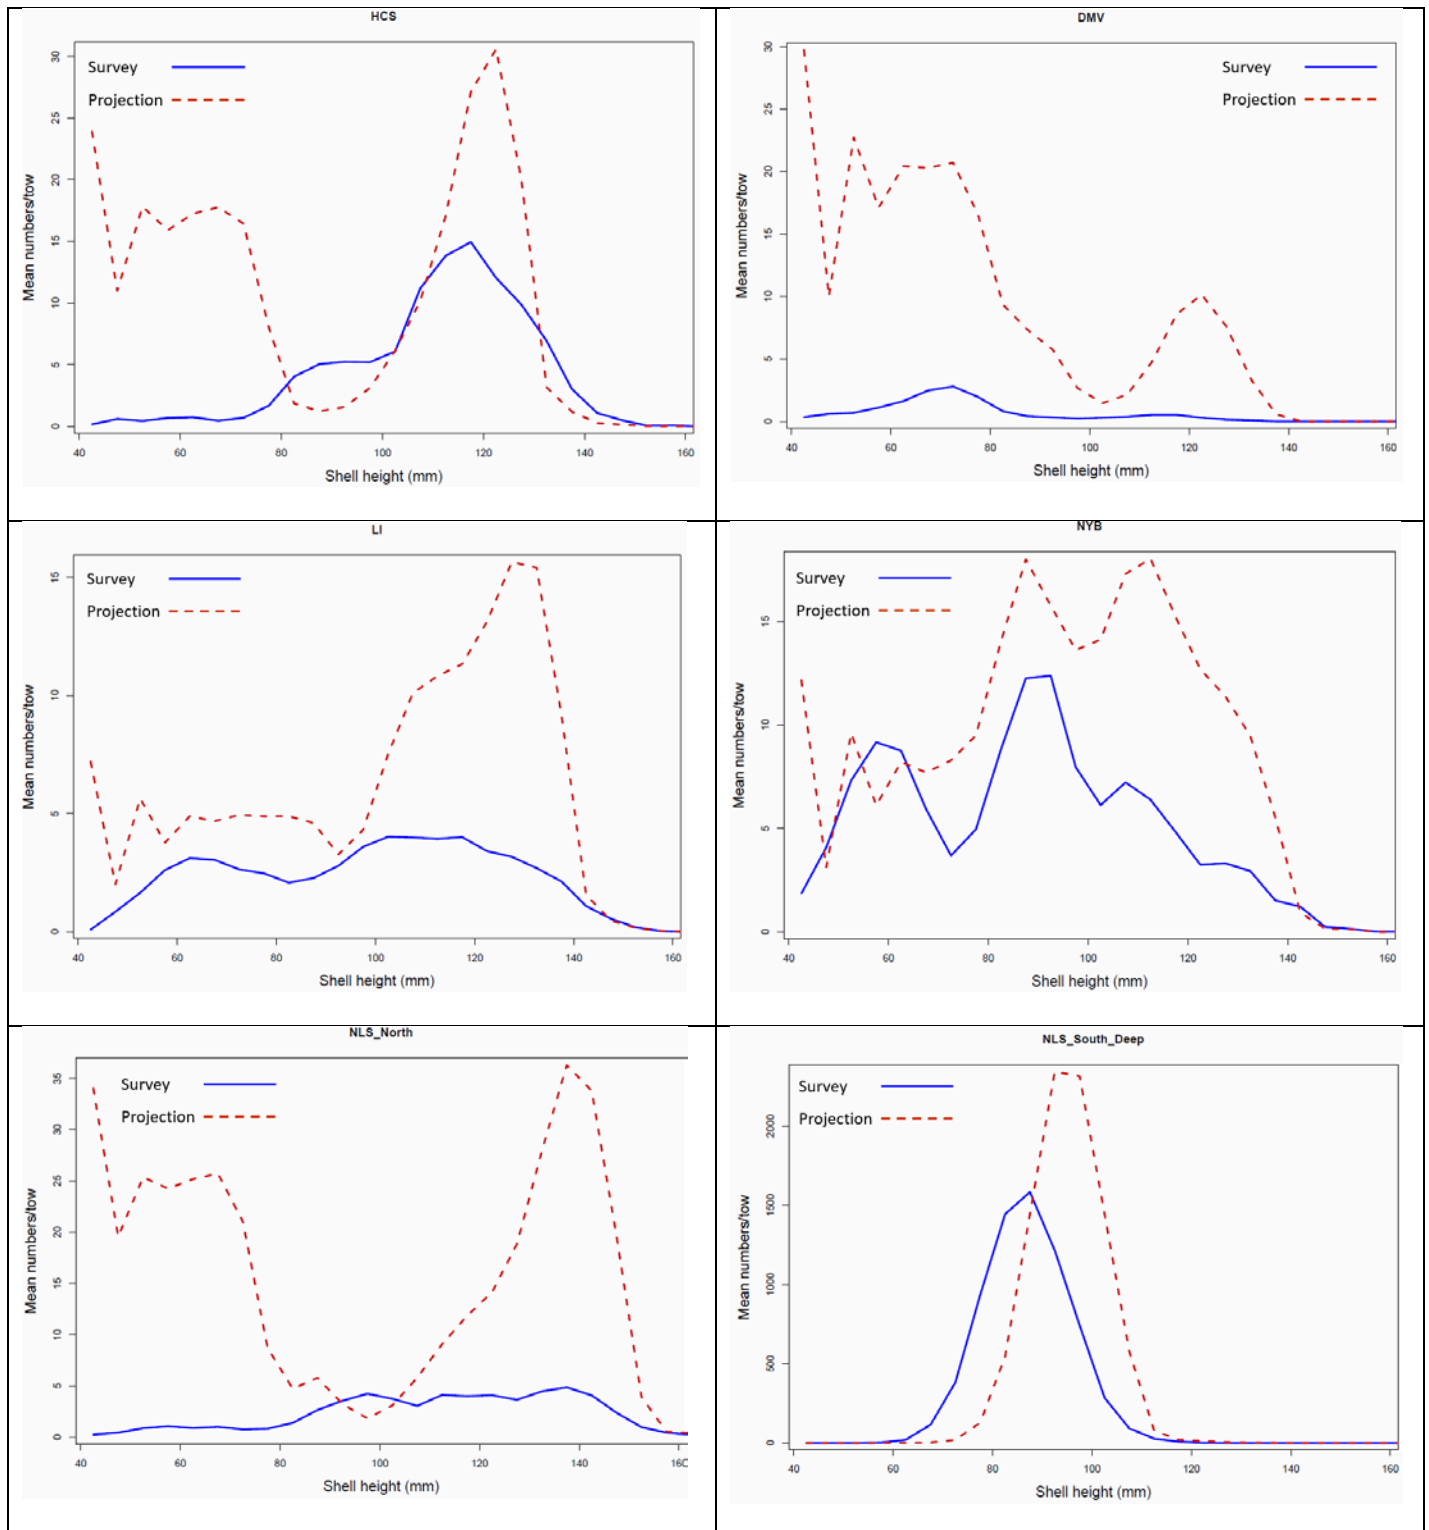 HCS
Survey
Projection
Mean numbers/tow
0 5 10 15 20 25 30
40 60 80 100 120 140 160
Shell height (mm)
DMV
Survey
Projection
Mean numbers/tow
0 5 10 15 20 25 30
40 60 80 100 120 140 160
Shell height (mm)
LI
Survey
Projection
Mean numbers/tow
0 5 10 15
40 60 80 100 120 140 160
Shell height (mm)
NYB
Survey
Projection
Mean numbers/tow
0 5 10 15
40 60 80 100 120 140 160
Shell height (mm)
NLS_North
Survey
Projection
Mean numbers/tow
0 5 10 15 20 25 30 35
40 60 80 100 120 140
Shell height (mm)
NLS_South_Deep
Survey
Projection
Mean numbers/tow
0 500 1000 1500 2000
40 60 80 100 120 140 160
Shell height (mm)